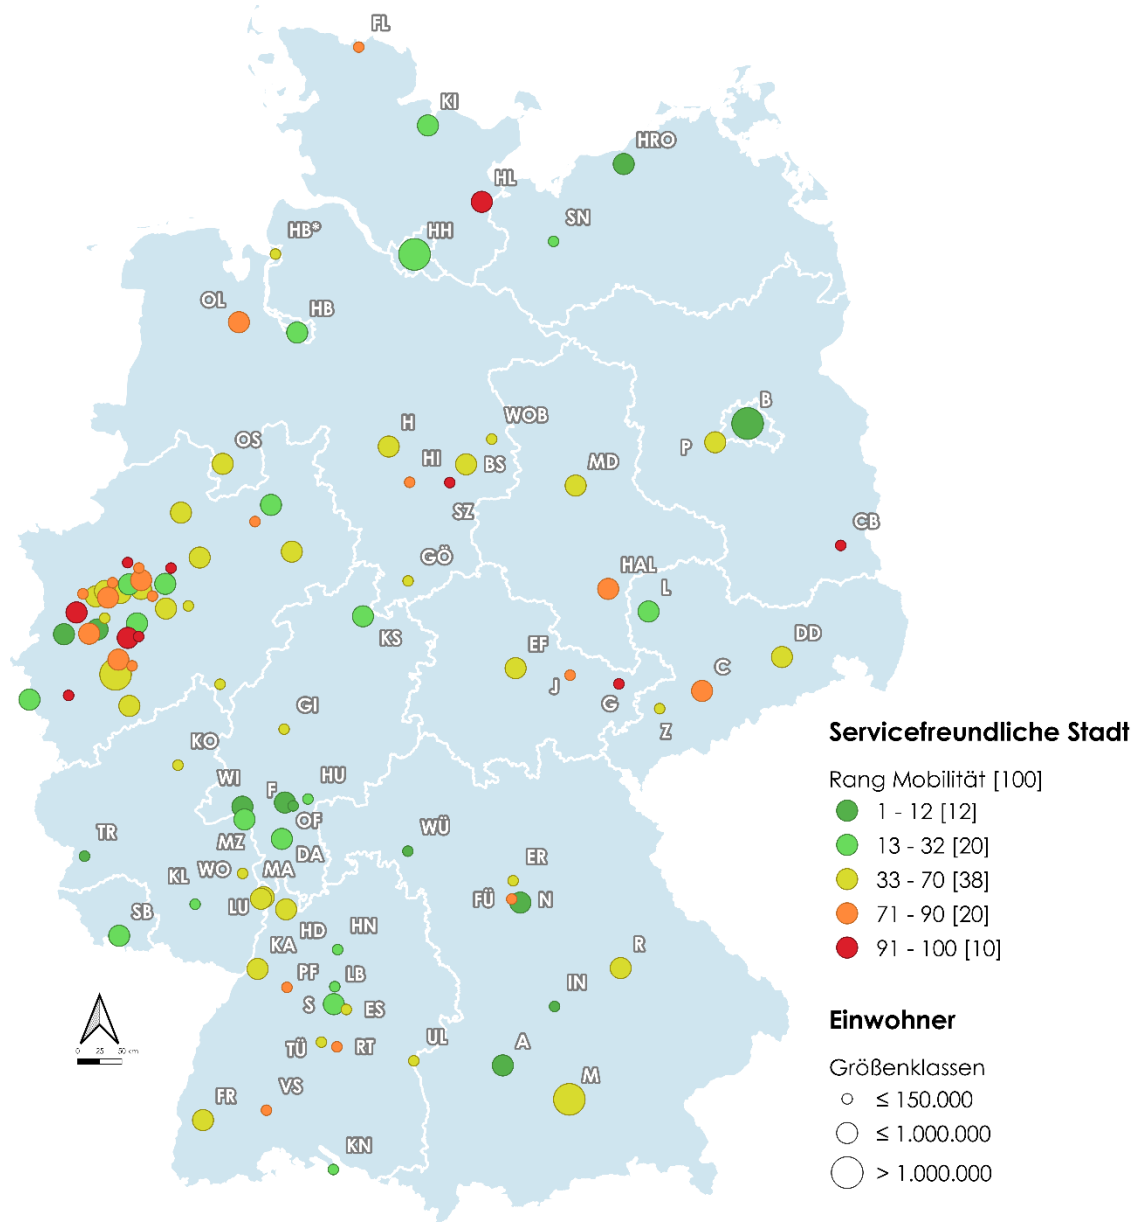 FL
KI
HRO
HL
SN
HB*
HH
OL
HB
B
H
WOB
P
OS
HI
BS
MD
SZ
CB
GÖ
HAL
L
KS
EF
DD
C
J
G
Z
GI
KO
WI
F
HU
OF
TR
MZ
DA
WÜ
WO
MA
ER
KL
LU
FÜ
N
SB
HD
HN
KA
R
PF
LB
IN
S
ES
TÜ
RT
UL
A
M
VS
FR
KN
0 25 50 km
Servicefreundliche Stadt
Rang Mobilität [100]
1 - 12 [12]
13 - 32 [20]
33 - 70 [38]
71 - 90 [20]
91 - 100 [10]
Einwohner
Größenklassen
≤ 150.000
≤ 1.000.000
> 1.000.000